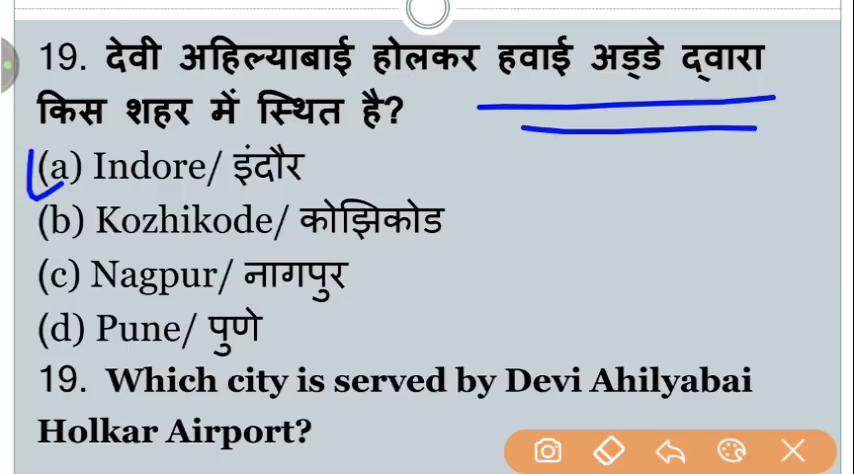 19. देवी अहिल्याबाई होलकर हवाई अड्डे द्वारा
किस शहर में स्थित है?
(a) Indore/ इंदौर
(b) Kozhikode/ कोझिकोड
(c) Nagpur/ नागपुर
(d) Pune/ पुणे
19. Which city is served by Devi Ahilyabai
Holkar Airport?